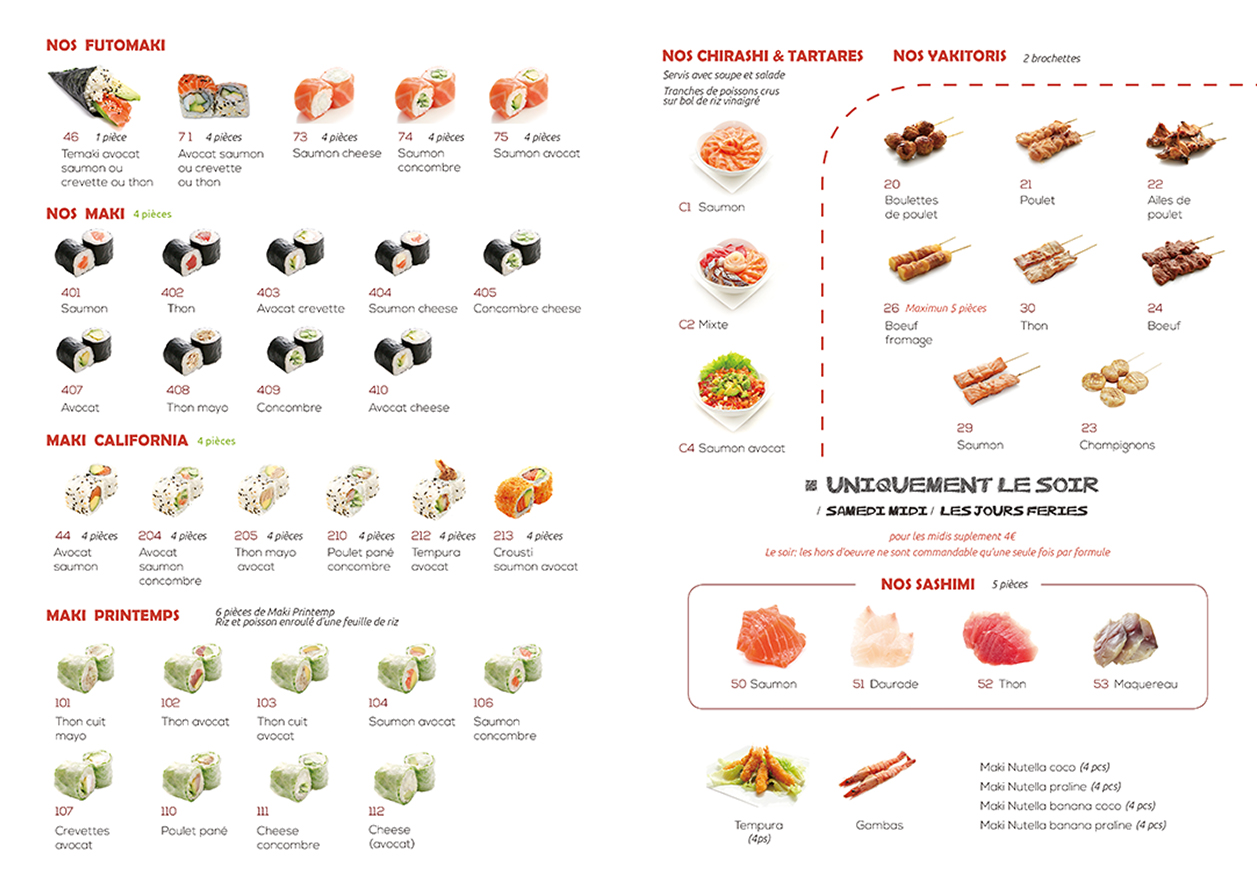 NOS FUTOMAKI
46 1 pièce
Temaki avocat
saumon ou
crevette ou thon
71 4 pièces
Avocat saumon
ou crevette
ou thon
73 4 pièces
Saumon cheese
74 4 pièces
Saumon
concombre
75 4 pièces
Saumon avocat
NOS MAKI 4 pièces
401
Saumon
402
Thon
403
Avocat crevette
404
Saumon cheese
405
Concombre cheese
407
Avocat
408
Thon mayo
409
Concombre
410
Avocat cheese
MAKI CALIFORNIA 4 pièces
44 4 pièces
Avocat
saumon
204 4 pièces
Avocat
saumon
concombre
205 4 pièces
Thon mayo
avocat
210 4 pièces
Poulet pané
concombre
212 4 pièces
Tempura
avocat
213 4 pièces
Crousti
saumon avocat
MAKI PRINTEMPS
6 pièces de Maki Printemp
Riz et poisson enroulé d'une feuille de riz
101
Thon cuit
mayo
102
Thon avocat
103
Thon cuit
avocat
104
Saumon avocat
106
Saumon
concombre
107
Crevettes
avocat
110
Poulet pané
111
Cheese
concombre
112
Cheese
(avocat)
NOS CHIRASHI & TARTARES
Servis avec soupe et salade
Tranches de poissons crus
sur bol de riz vinaigré
C1 Saumon
C2 Mixte
C4 Saumon avocat
NOS YAKITORIS 2 brochettes
20
Boulettes
de poulet
21
Poulet
22
Ailes de
poulet
26 Maximun 5 pièces
Boeuf
fromage
30
Thon
24
Boeuf
29
Saumon
23
Champignons
UNIQUEMENT LE SOIR
/ SAMEDI MIDI / LES JOURS FERIES
pour les midis suplement 4€
Le soir: les hors d'oeuvre ne sont commandable qu'une seule fois par formule
NOS SASHIMI 5 pièces
50 Saumon
51 Daurade
52 Thon
53 Maquereau
Tempura
(4ps)
Gambas
Maki Nutella coco (4 pcs)
Maki Nutella praline (4 pcs)
Maki Nutella banana coco (4 pcs)
Maki Nutella banana praline (4 pcs)